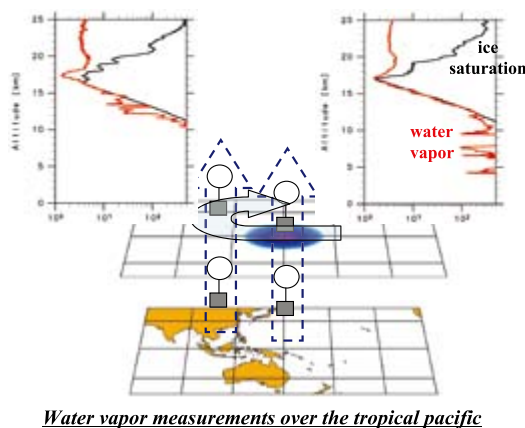 25
20
15
10
5
0
Altitude [km]
10⁰
10¹
10²
25
20
15
10
5
0
Altitude [km]
10⁰
10¹
10²
ice
saturation
water
vapor
Water vapor measurements over the tropical pacific